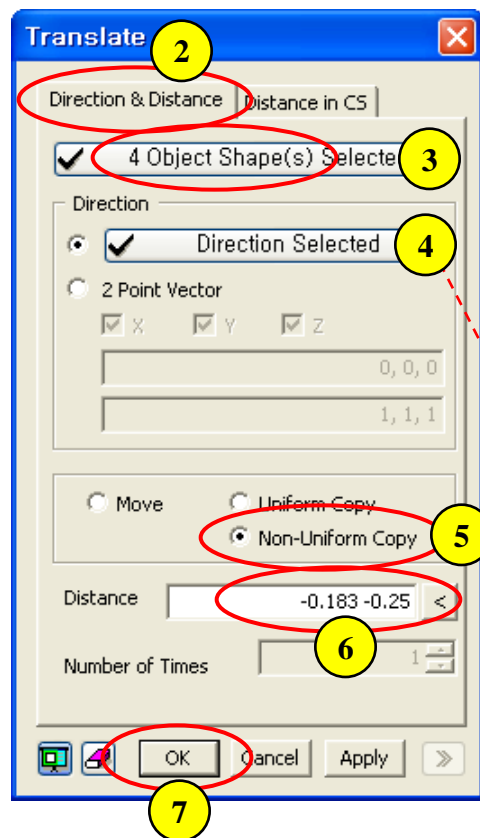 Translate
2
Direction & Distance Distance in CS
4 Object Shape(s) Selecte 3
Direction
Direction Selected 4
2 Point Vector
X Y Z
0, 0, 0
1, 1, 1
Move Uniform Copy
Non-Uniform Copy 5
Distance -0.183 -0.25 <
6
Number of Times 1
OK Cancel Apply >>
7